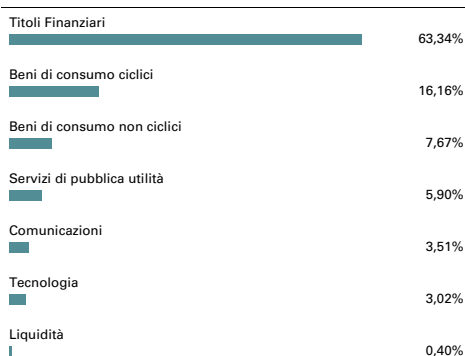 Titoli Finanziari
63,34%
Beni di consumo ciclici
16,16%
Beni di consumo non ciclici
7,67%
Servizi di pubblica utilità
5,90%
Comunicazioni
3,51%
Tecnologia
3,02%
Liquidità
0,40%